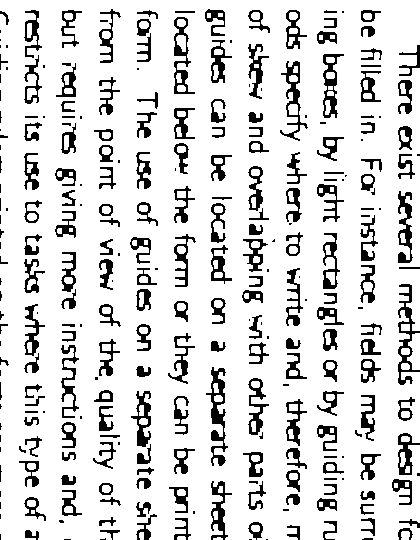 There exist several methods to design fo
be filled in. For instance, fields may be surr
ing boxes, by light rectangles or by guiding ru
ods specify where to write and, therefore, m
of skew and overlapping with other parts o
guides can be located on a separate sheet
located below the form or they can be print
form. The use of guides on a separate she
from the point of view of the quality of th
but requires giving more instructions and,
restricts its use to tasks where this type of a